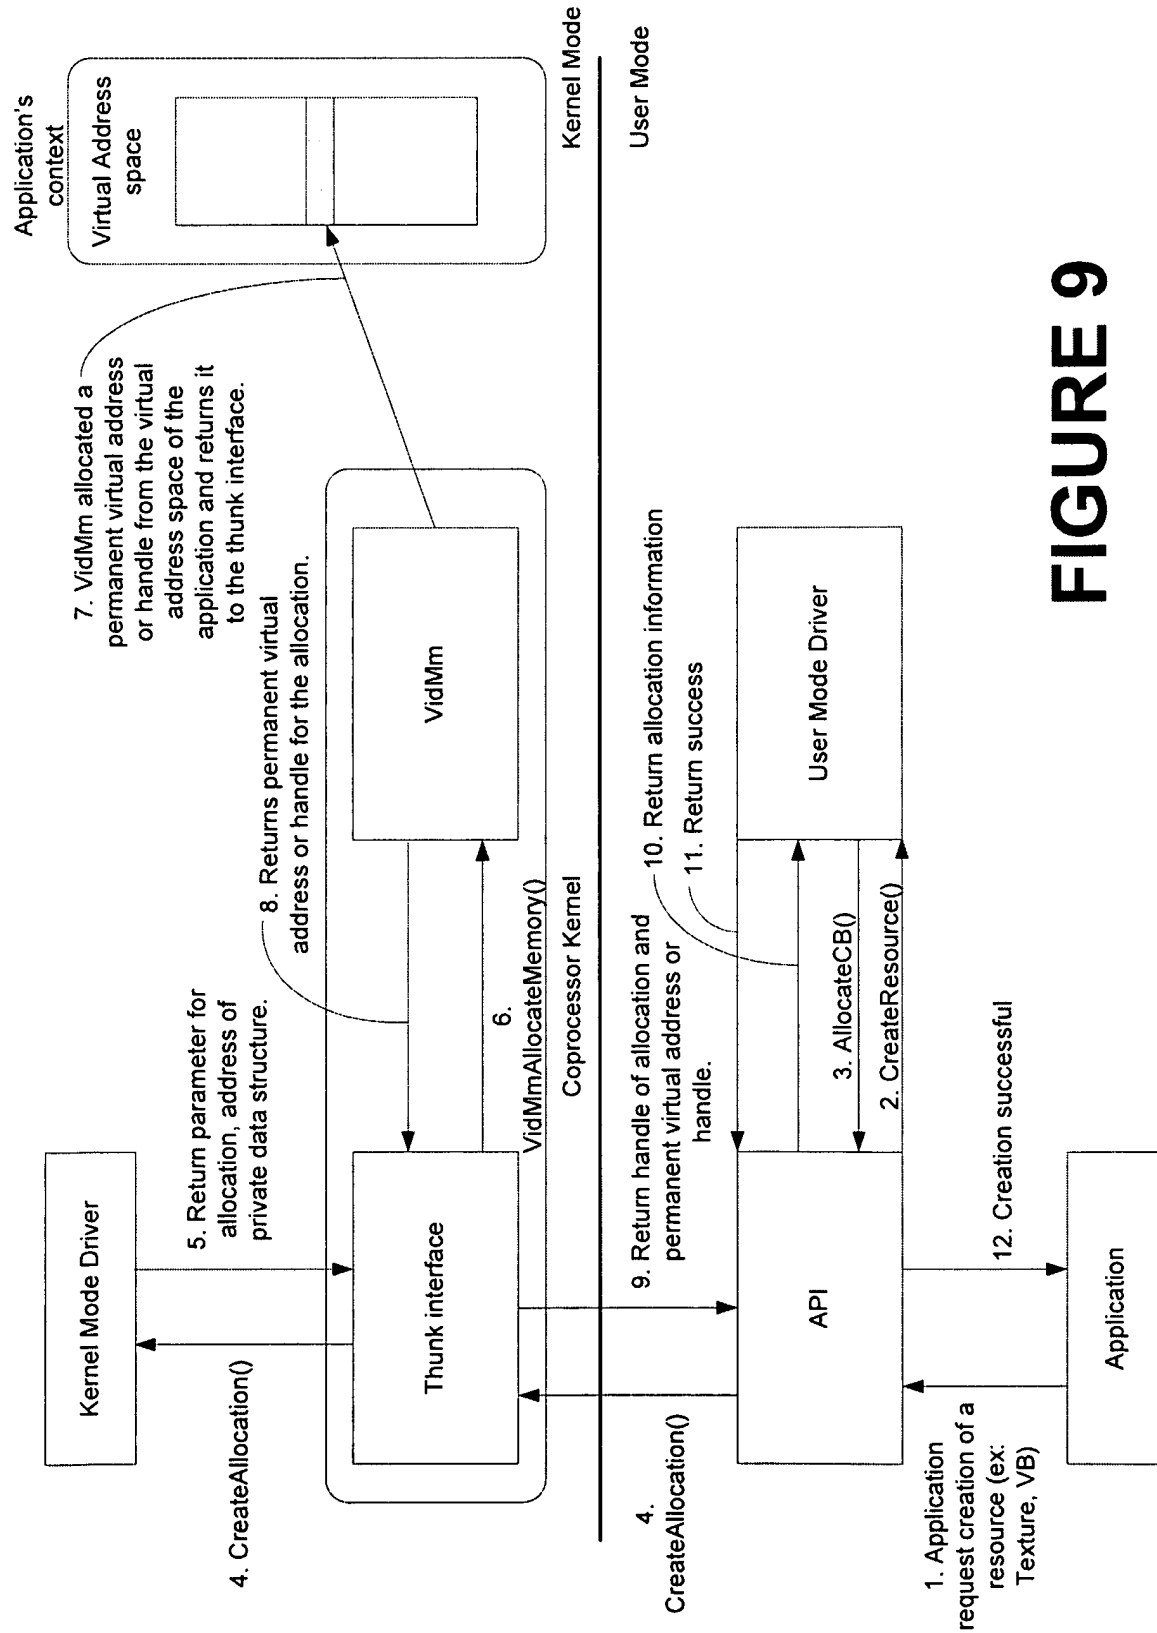 Application's
context
Virtual Address
space
7. VidMm allocated a
permanent virtual address
or handle from the virtual
address space of the
application and returns it
to the thunk interface.
Kernel Mode
User Mode
Kernel Mode Driver
5. Return parameter for
allocation, address of
private data structure.
4. CreateAllocation()
8. Returns permanent virtual
address or handle for the allocation.
Thunk interface
VidMm
6.
VidMmAllocateMemory()
Coprocessor Kernel
4.
CreateAllocation()
9. Return handle of allocation and
permanent virtual address or
handle.
10. Return allocation information
11. Return success
API
User Mode Driver
3. AllocateCB()
2. CreateResource()
1. Application
request creation of a
resource (ex:
Texture, VB)
12. Creation successful
Application
FIGURE 9